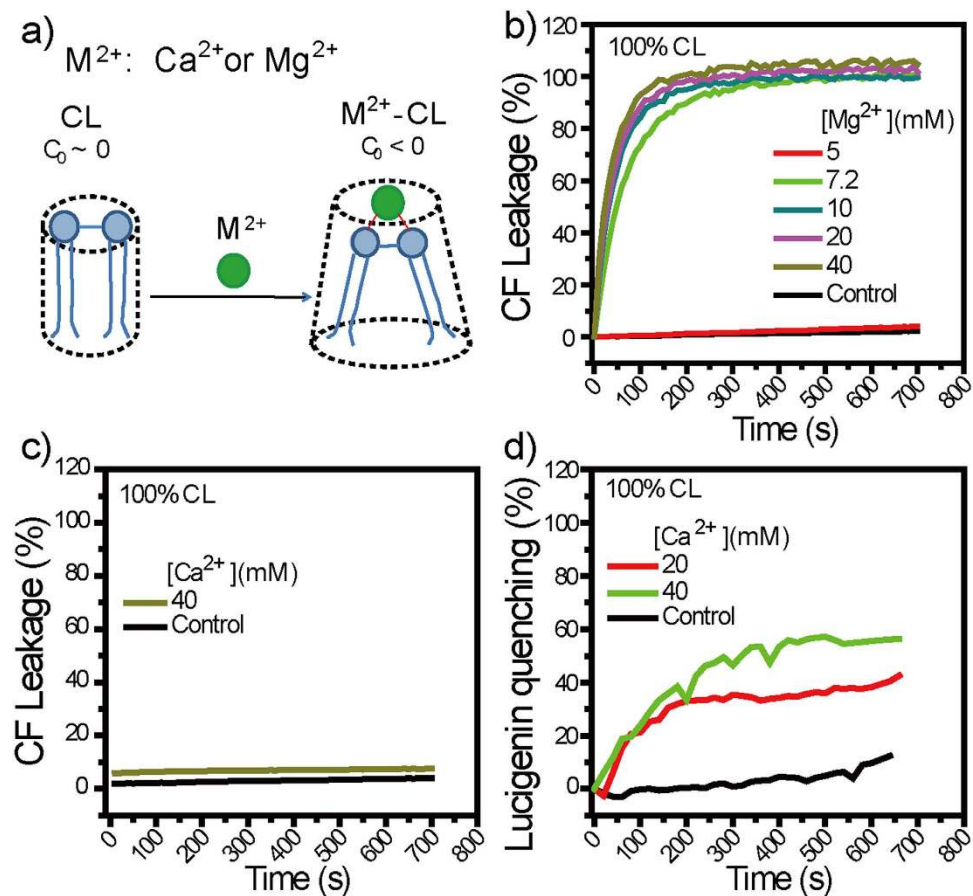 a)
M²⁺: Ca²⁺or Mg²⁺
CL
C₀ ~ 0
M²⁺-CL
C₀ < 0
M²⁺
b)
100% CL
CF Leakage (%)
120
100
80
60
40
20
0
[Mg²⁺](mM)
5
7.2
10
20
40
Control
0
100
200
300
400
500
600
700
800
Time (s)
c)
100% CL
CF Leakage (%)
120
100
80
60
40
20
0
[Ca²⁺](mM)
40
Control
0
100
200
300
400
500
600
700
800
Time (s)
d)
100% CL
Lucigenin quenching (%)
120
100
80
60
40
20
0
[Ca²⁺](mM)
20
40
Control
0
100
200
300
400
500
600
700
800
Time (s)